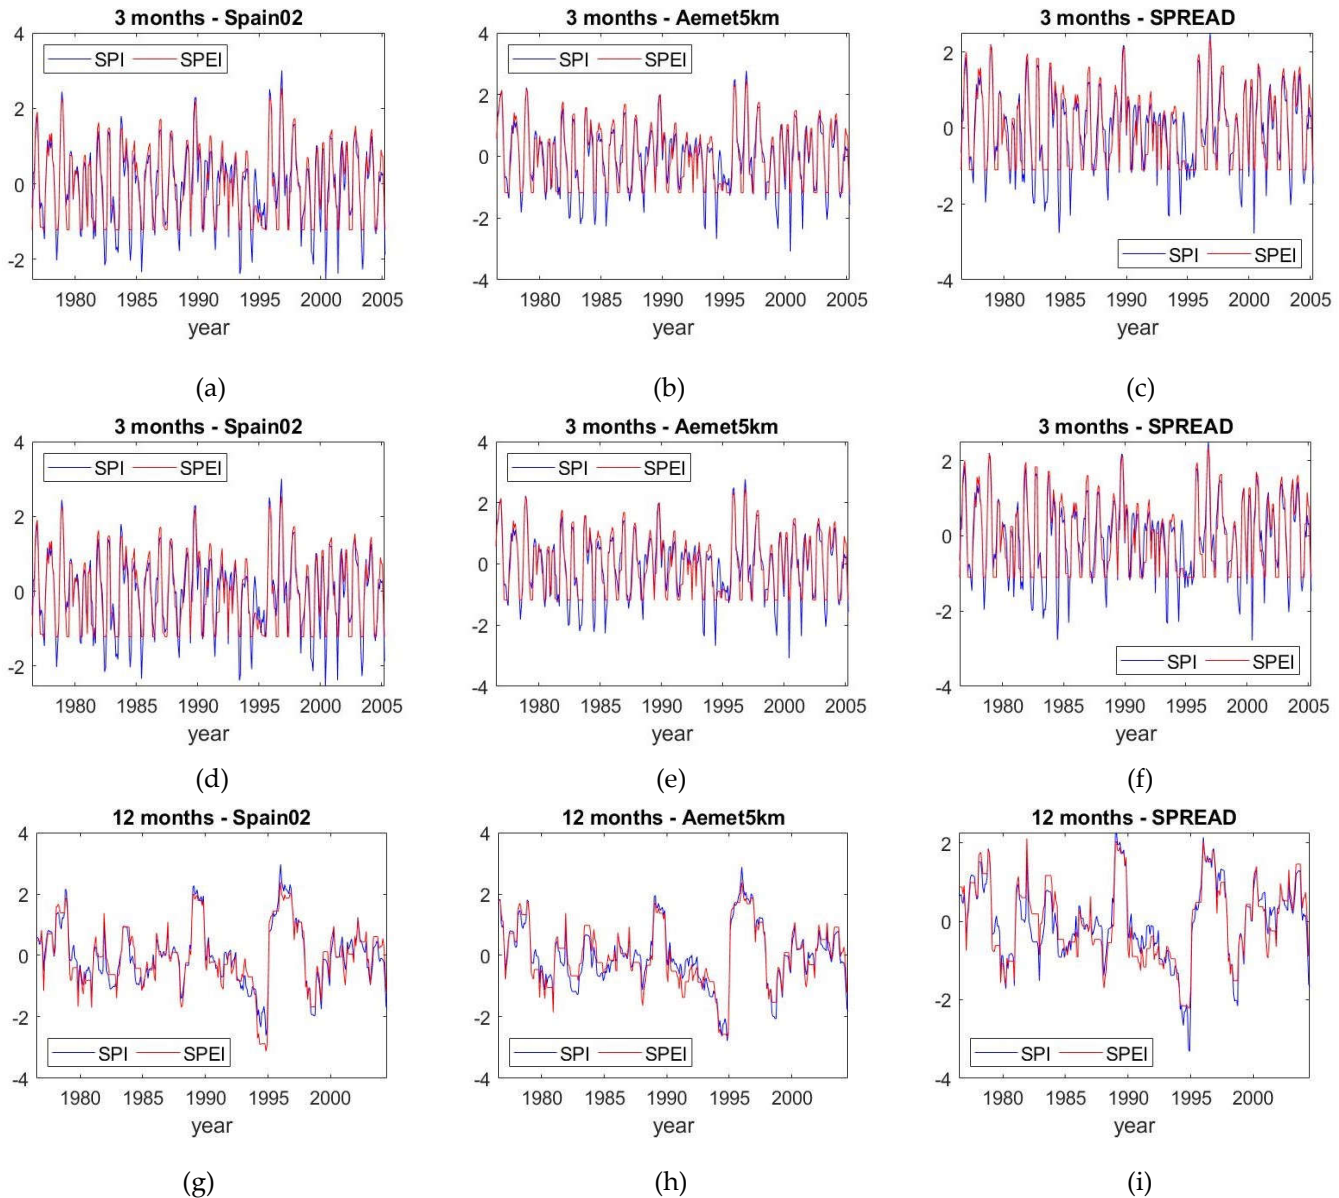 3 months - Spain02
3 months - Aemet5km
3 months - SPREAD
4
2
0
-2
SPI SPEI
1980 1985 1990 1995 2000 2005
year
4
2
0
-2
-4
SPI SPEI
1980 1985 1990 1995 2000 2005
year
2
0
-2
-4
SPI SPEI
1980 1985 1990 1995 2000 2005
year
(a)
(b)
(c)
3 months - Spain02
3 months - Aemet5km
3 months - SPREAD
4
2
0
-2
SPI SPEI
1980 1985 1990 1995 2000 2005
year
4
2
0
-2
-4
SPI SPEI
1980 1985 1990 1995 2000 2005
year
2
0
-2
-4
SPI SPEI
1980 1985 1990 1995 2000 2005
year
(d)
(e)
(f)
12 months - Spain02
12 months - Aemet5km
12 months - SPREAD
4
2
0
-2
-4
SPI SPEI
1980 1985 1990 1995 2000
year
4
2
0
-2
-4
SPI SPEI
1980 1985 1990 1995 2000
year
2
0
-2
-4
SPI SPEI
1980 1985 1990 1995 2000
year
(g)
(h)
(i)